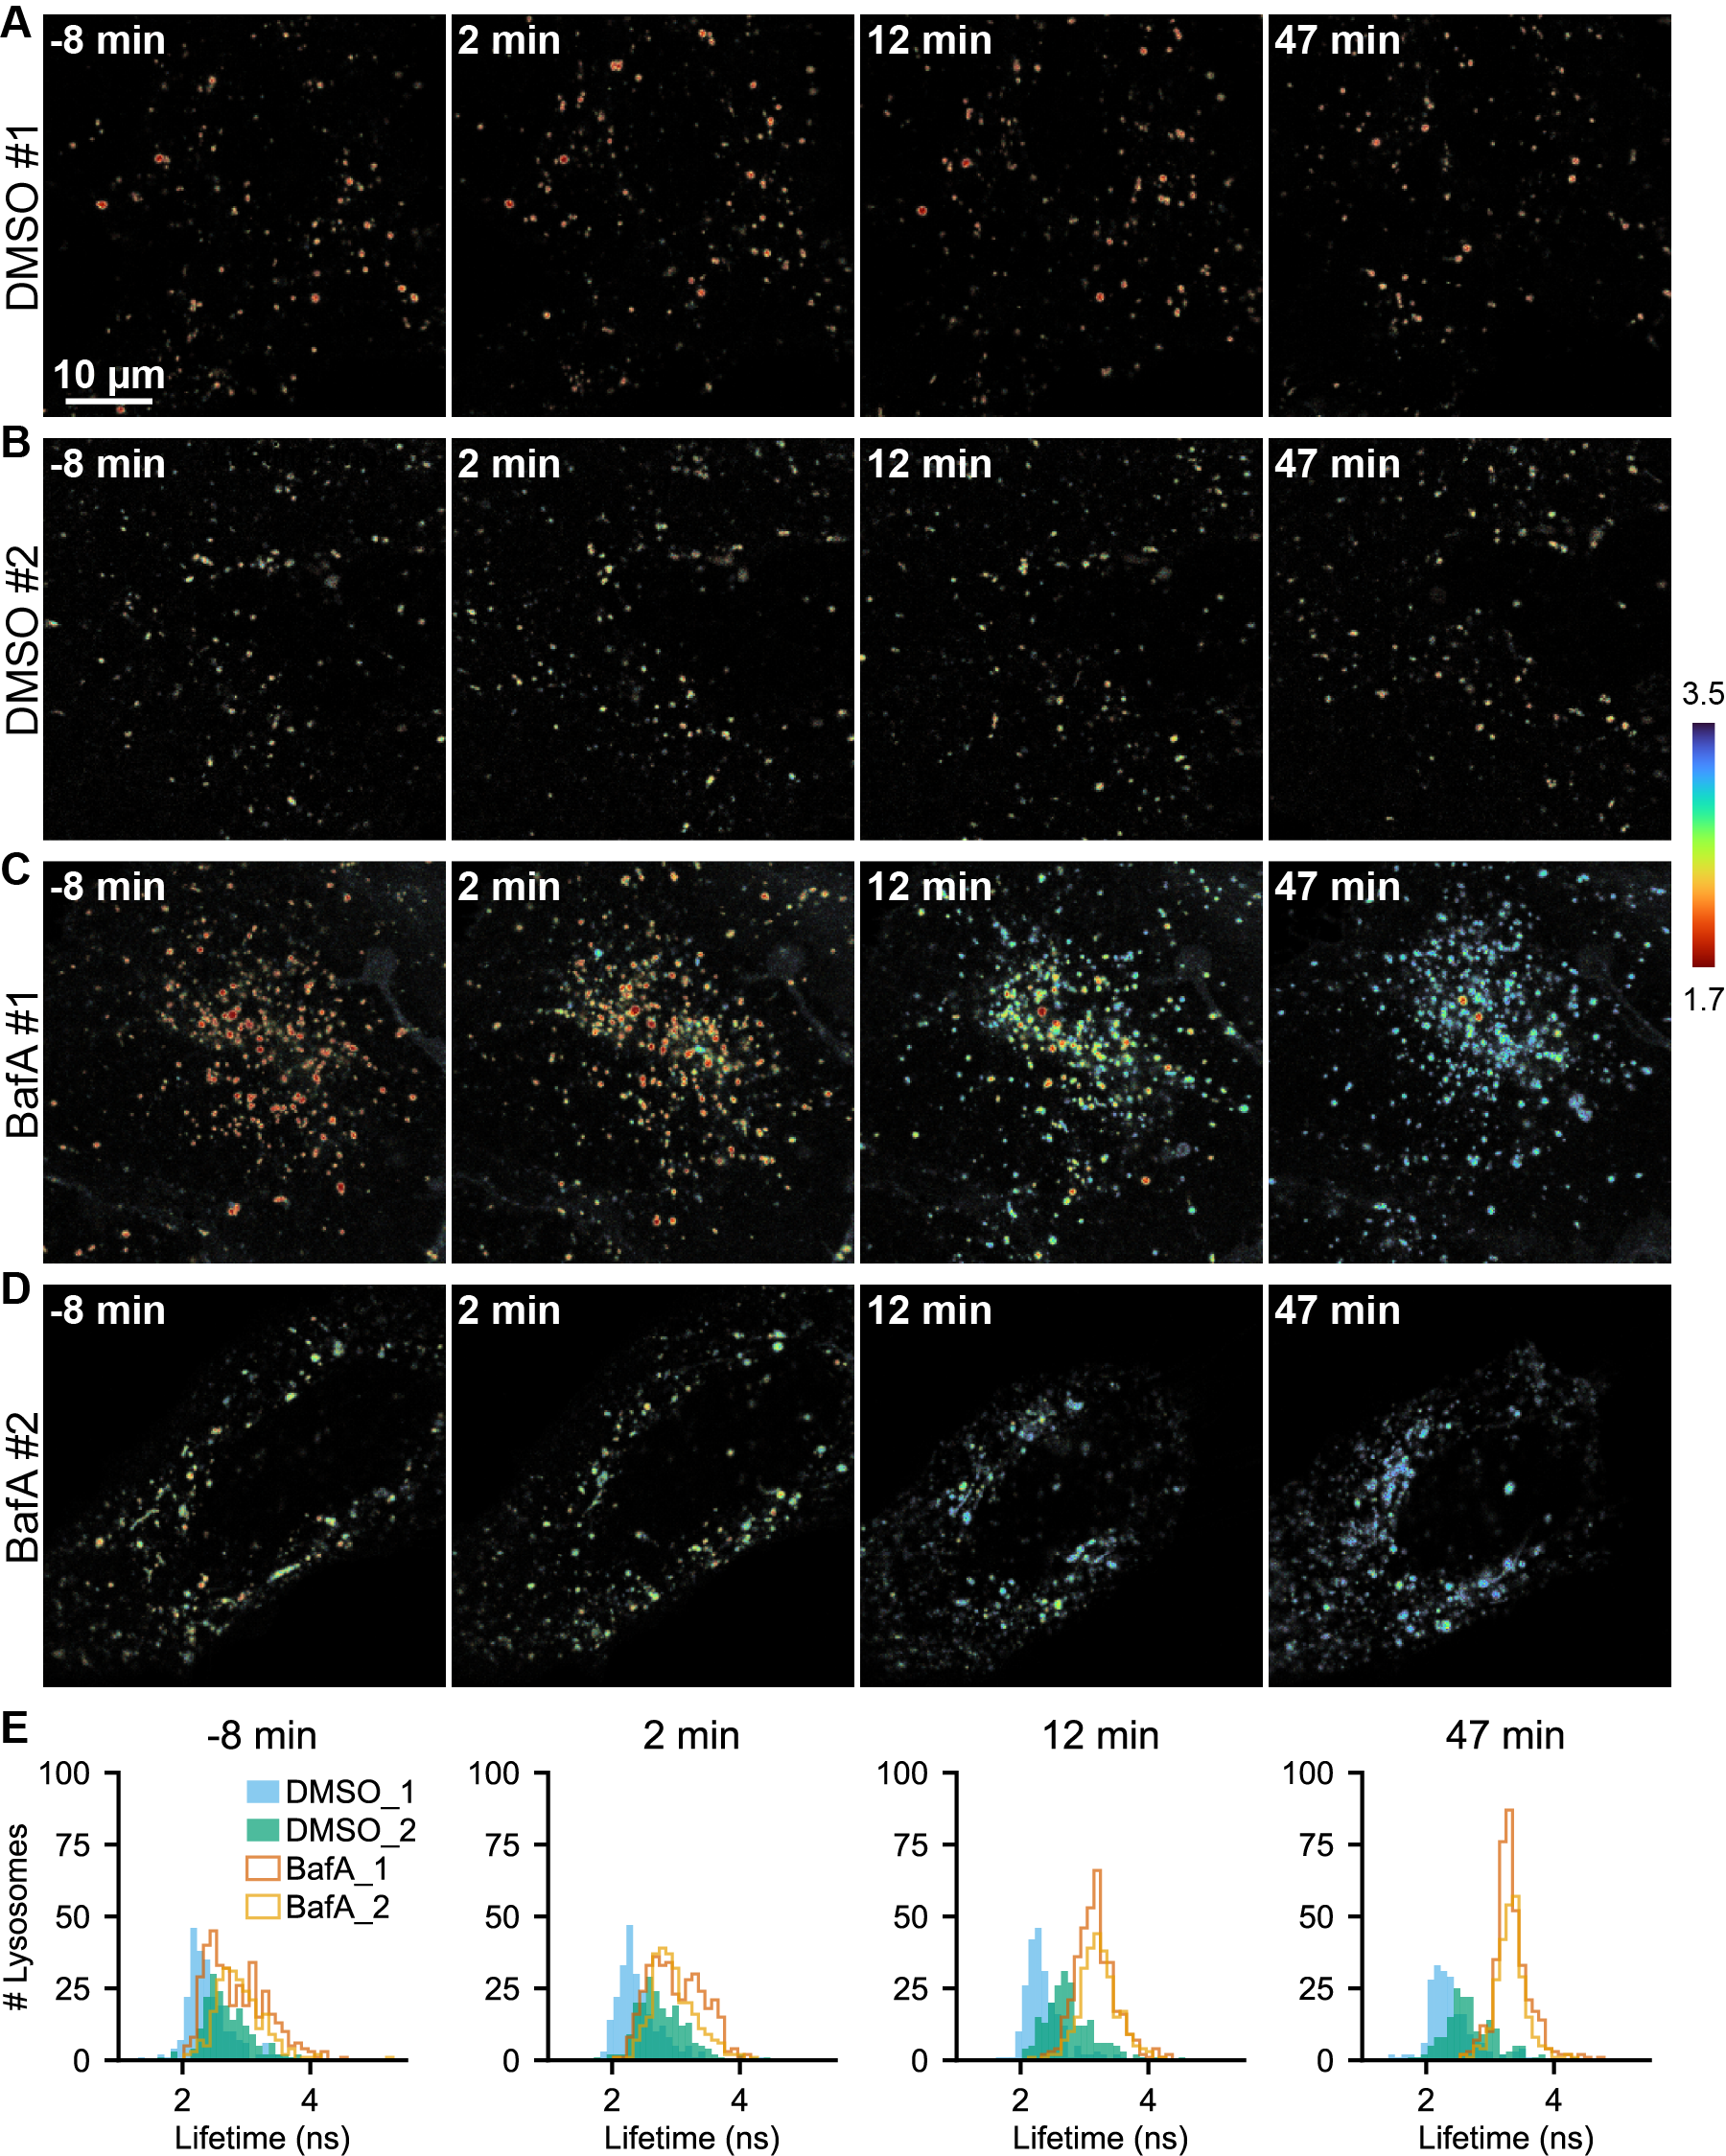 A
DMSO #1
-8 min
2 min
12 min
47 min
10 µm
B
DMSO #2
-8 min
2 min
12 min
47 min
3.5
1.7
C
BafA #1
-8 min
2 min
12 min
47 min
D
BafA #2
-8 min
2 min
12 min
47 min
E
-8 min
2 min
12 min
47 min
# Lysosomes
100
75
50
25
0
2
4
Lifetime (ns)
DMSO_1
DMSO_2
BafA_1
BafA_2
100
75
50
25
0
2
4
Lifetime (ns)
100
75
50
25
0
2
4
Lifetime (ns)
100
75
50
25
0
2
4
Lifetime (ns)